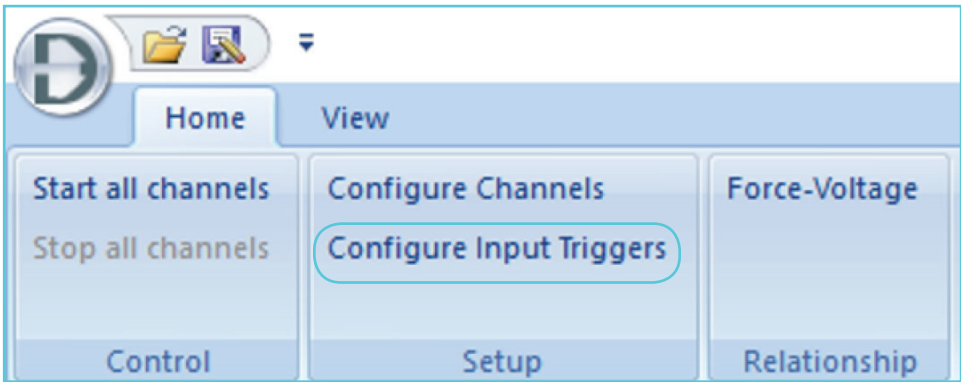 Home View
Start all channels
Stop all channels
Control
Configure Channels
Configure Input Triggers
Setup
Force-Voltage
Relationship